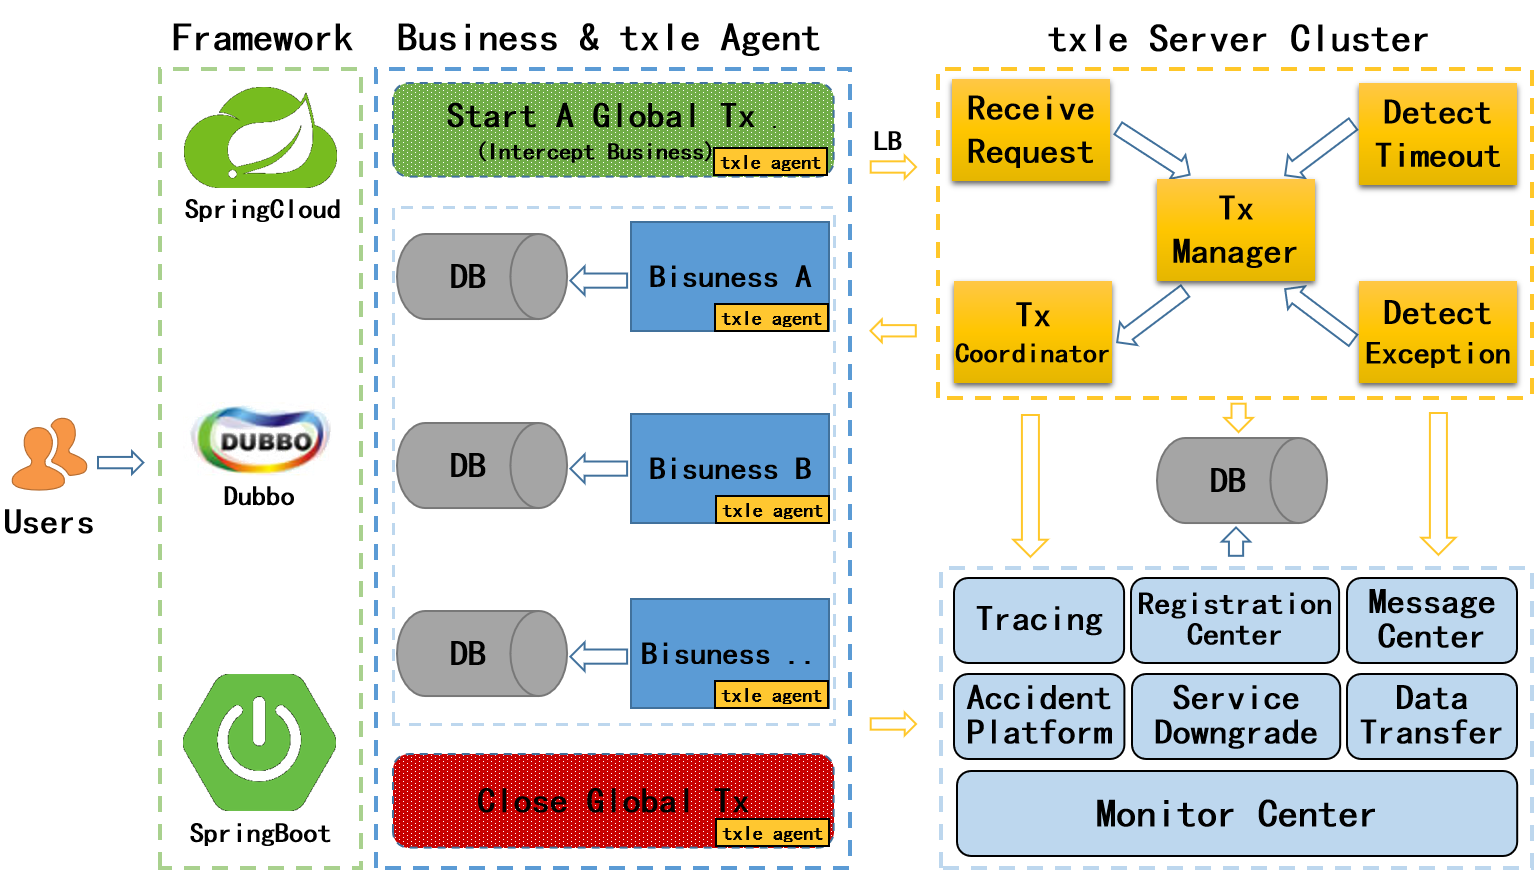 Framework
Business & txle Agent
txle Server Cluster
SpringCloud
DUBBO
Dubbo
SpringBoot
Users
Start A Global Tx .
(Intercept Business)
txle agent
DB
Bisuness A
txle agent
DB
Bisuness B
txle agent
DB
Bisuness ..
txle agent
Close Global Tx
txle agent
LB
Receive
Request
Detect
Timeout
Tx
Manager
Tx
Coordinator
Detect
Exception
DB
Tracing
Registration
Center
Message
Center
Accident
Platform
Service
Downgrade
Data
Transfer
Monitor Center